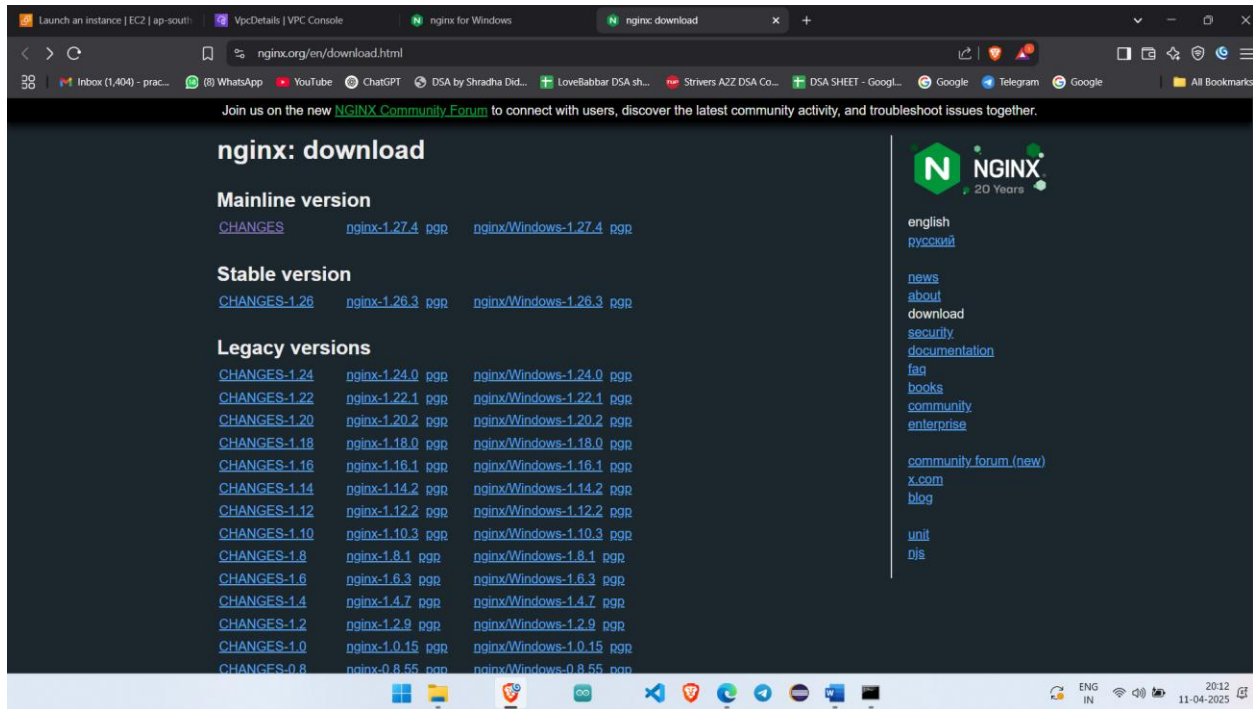 Launch an instance | EC2 | ap-south
VpcDetails | VPC Console
nginx for Windows
nginx: download
nginx.org/en/download.html
Inbox (1,404) - prac...
(8) WhatsApp
YouTube
ChatGPT
DSA by Shradha Did...
LoveBabbar DSA sh...
Strivers A2Z DSA Co...
DSA SHEET - Googl...
Google
Telegram
Google
All Bookmarks
Join us on the new NGINX Community Forum to connect with users, discover the latest community activity, and troubleshoot issues together.
nginx: download
Mainline version
CHANGES nginx-1.27.4 pgp nginx/Windows-1.27.4 pgp
Stable version
CHANGES-1.26 nginx-1.26.3 pgp nginx/Windows-1.26.3 pgp
Legacy versions
CHANGES-1.24 nginx-1.24.0 pgp nginx/Windows-1.24.0 pgp
CHANGES-1.22 nginx-1.22.1 pgp nginx/Windows-1.22.1 pgp
CHANGES-1.20 nginx-1.20.2 pgp nginx/Windows-1.20.2 pgp
CHANGES-1.18 nginx-1.18.0 pgp nginx/Windows-1.18.0 pgp
CHANGES-1.16 nginx-1.16.1 pgp nginx/Windows-1.16.1 pgp
CHANGES-1.14 nginx-1.14.2 pgp nginx/Windows-1.14.2 pgp
CHANGES-1.12 nginx-1.12.2 pgp nginx/Windows-1.12.2 pgp
CHANGES-1.10 nginx-1.10.3 pgp nginx/Windows-1.10.3 pgp
CHANGES-1.8 nginx-1.8.1 pgp nginx/Windows-1.8.1 pgp
CHANGES-1.6 nginx-1.6.3 pgp nginx/Windows-1.6.3 pgp
CHANGES-1.4 nginx-1.4.7 pgp nginx/Windows-1.4.7 pgp
CHANGES-1.2 nginx-1.2.9 pgp nginx/Windows-1.2.9 pgp
CHANGES-1.0 nginx-1.0.15 pgp nginx/Windows-1.0.15 pgp
CHANGES-0.8 nginx-0.8.55 pgp nginx/Windows-0.8.55 pgp
N NGINX
20 Years
english
русский
news
about
download
security
documentation
faq
books
community
enterprise
community forum (new)
x.com
blog
unit
njs
ENG
IN
20:12
11-04-2025